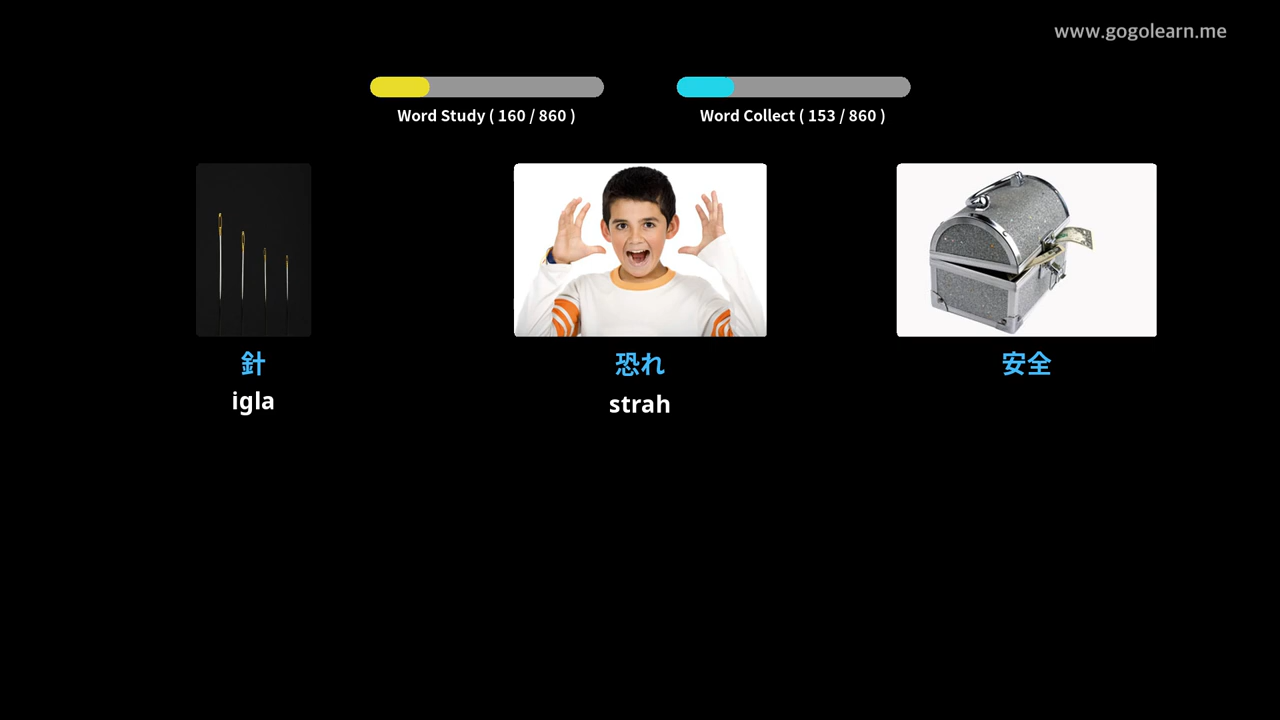 www.gogolearn.me
Word Study ( 160 / 860 )
Word Collect ( 153 / 860 )
針
恐れ
安全
igla
strah